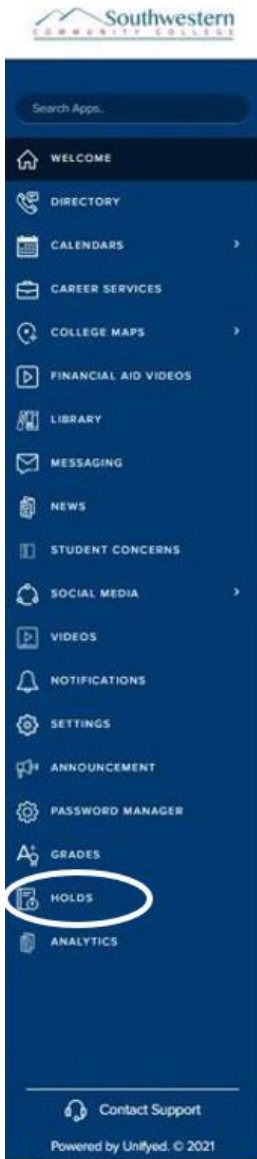 Southwestern
COMMUNITY COLLEGE
Search Apps..
WELCOME
DIRECTORY
CALENDARS
CAREER SERVICES
COLLEGE MAPS
FINANCIAL AID VIDEOS
LIBRARY
MESSAGING
NEWS
STUDENT CONCERNS
SOCIAL MEDIA
VIDEOS
NOTIFICATIONS
SETTINGS
ANNOUNCEMENT
PASSWORD MANAGER
GRADES
HOLDS
ANALYTICS
Contact Support
Powered by Unifyed. © 2021